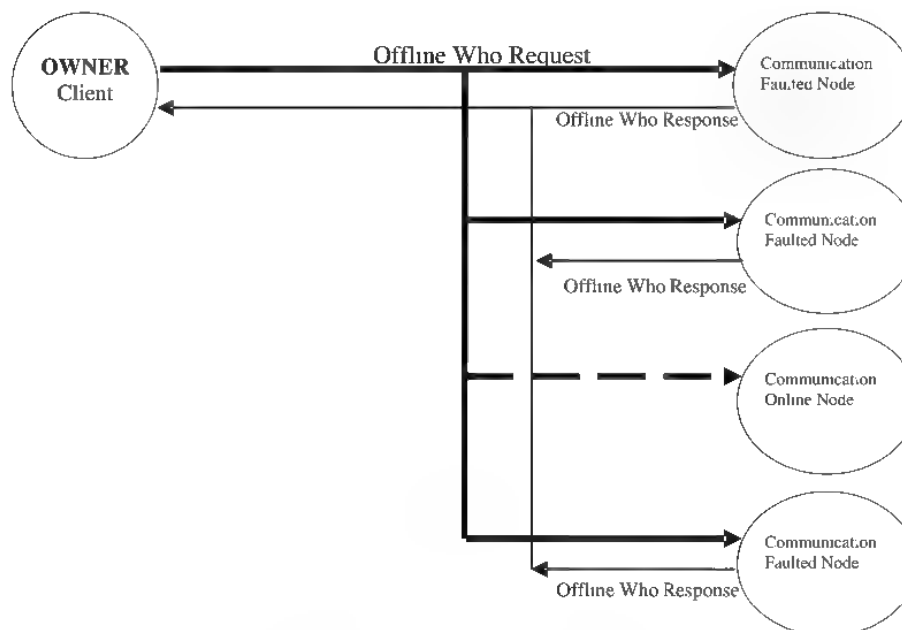 Offline Who Request
OWNER
Client
Communication
Faulted Node
Offline Who Response
Communication
Faulted Node
Offline Who Response
Communication
Online Node
Communication
Faulted Node
Offline Who Response